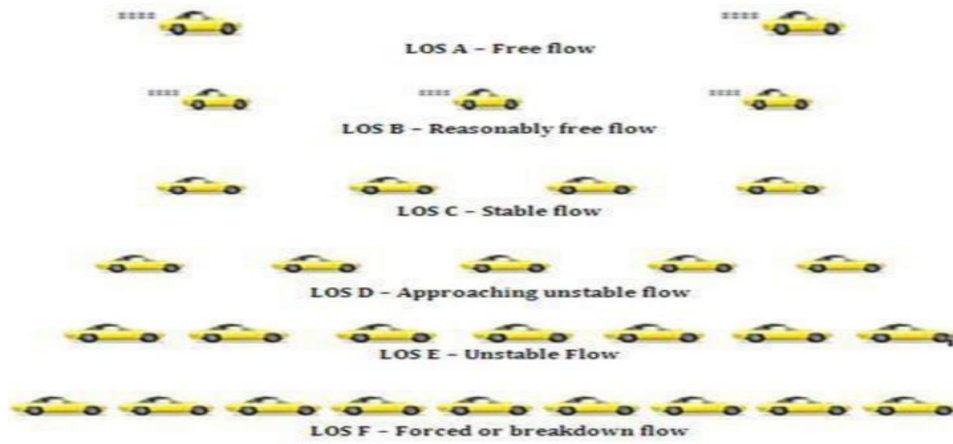 LOS A – Free flow
LOS B – Reasonably free flow
LOS C – Stable flow
LOS D – Approaching unstable flow
LOS E – Unstable Flow
LOS F – Forced or breakdown flow